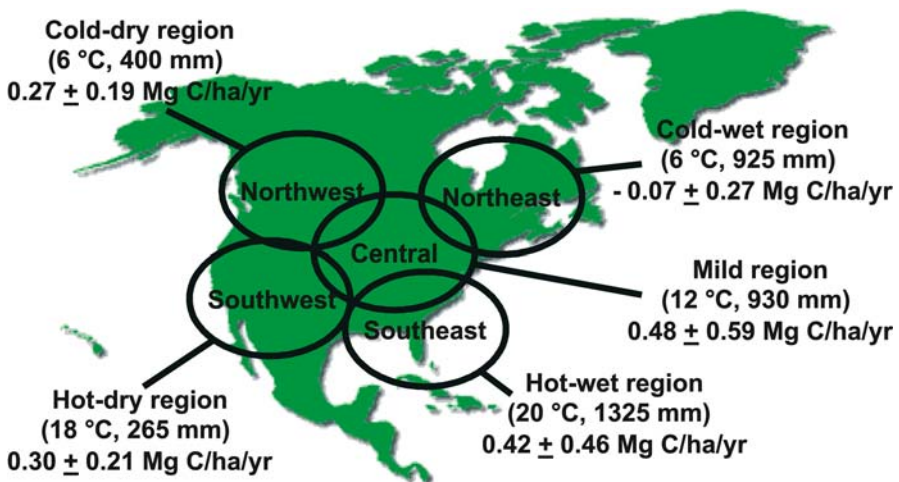 Cold-dry region
(6 °C, 400 mm)
0.27 ± 0.19 Mg C/ha/yr
Cold-wet region
(6 °C, 925 mm)
- 0.07 ± 0.27 Mg C/ha/yr
Northwest
Northeast
Central
Mild region
(12 °C, 930 mm)
0.48 ± 0.59 Mg C/ha/yr
Southwest
Southeast
Hot-dry region
(18 °C, 265 mm)
0.30 ± 0.21 Mg C/ha/yr
Hot-wet region
(20 °C, 1325 mm)
0.42 ± 0.46 Mg C/ha/yr